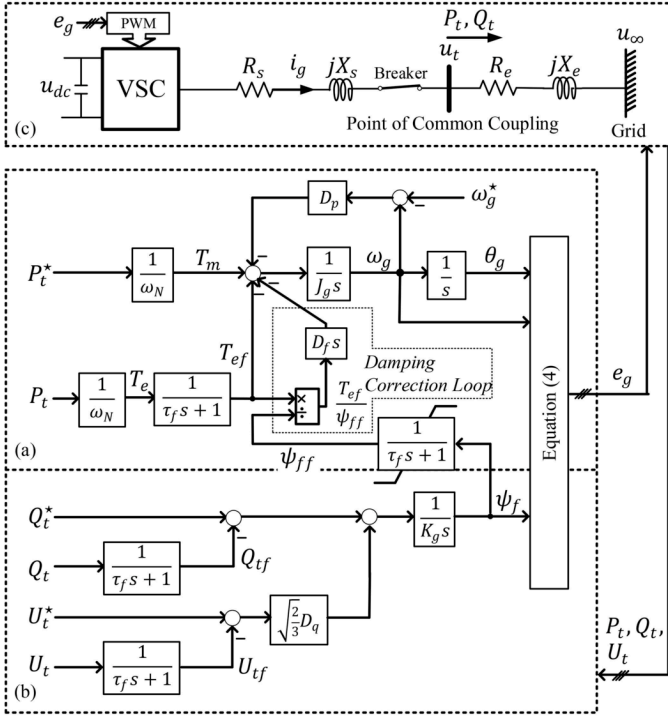 e_g PWM
P_t, Q_t
u_∞
u_dc VSC R_s i_g jX_s Breaker u_t R_e jX_e
(c) Point of Common Coupling Grid
D_p − ω_g^⋆
P_t^⋆ 1/ω_N T_m − − − 1/(J_g s) ω_g 1/s θ_g
D_f s
Damping
Correction Loop
T_ef
P_t 1/ω_N T_e 1/(τ_f s + 1) × ÷ T_ef/ψ_ff
Equation (4) e_g
(a) ψ_ff 1/(τ_f s + 1) ψ_f
Q_t^⋆ − 1/(K_g s)
Q_t 1/(τ_f s + 1) Q_tf
U_t^⋆ − √(2/3) D_q
U_t 1/(τ_f s + 1) U_tf
P_t, Q_t,
U_t
(b)